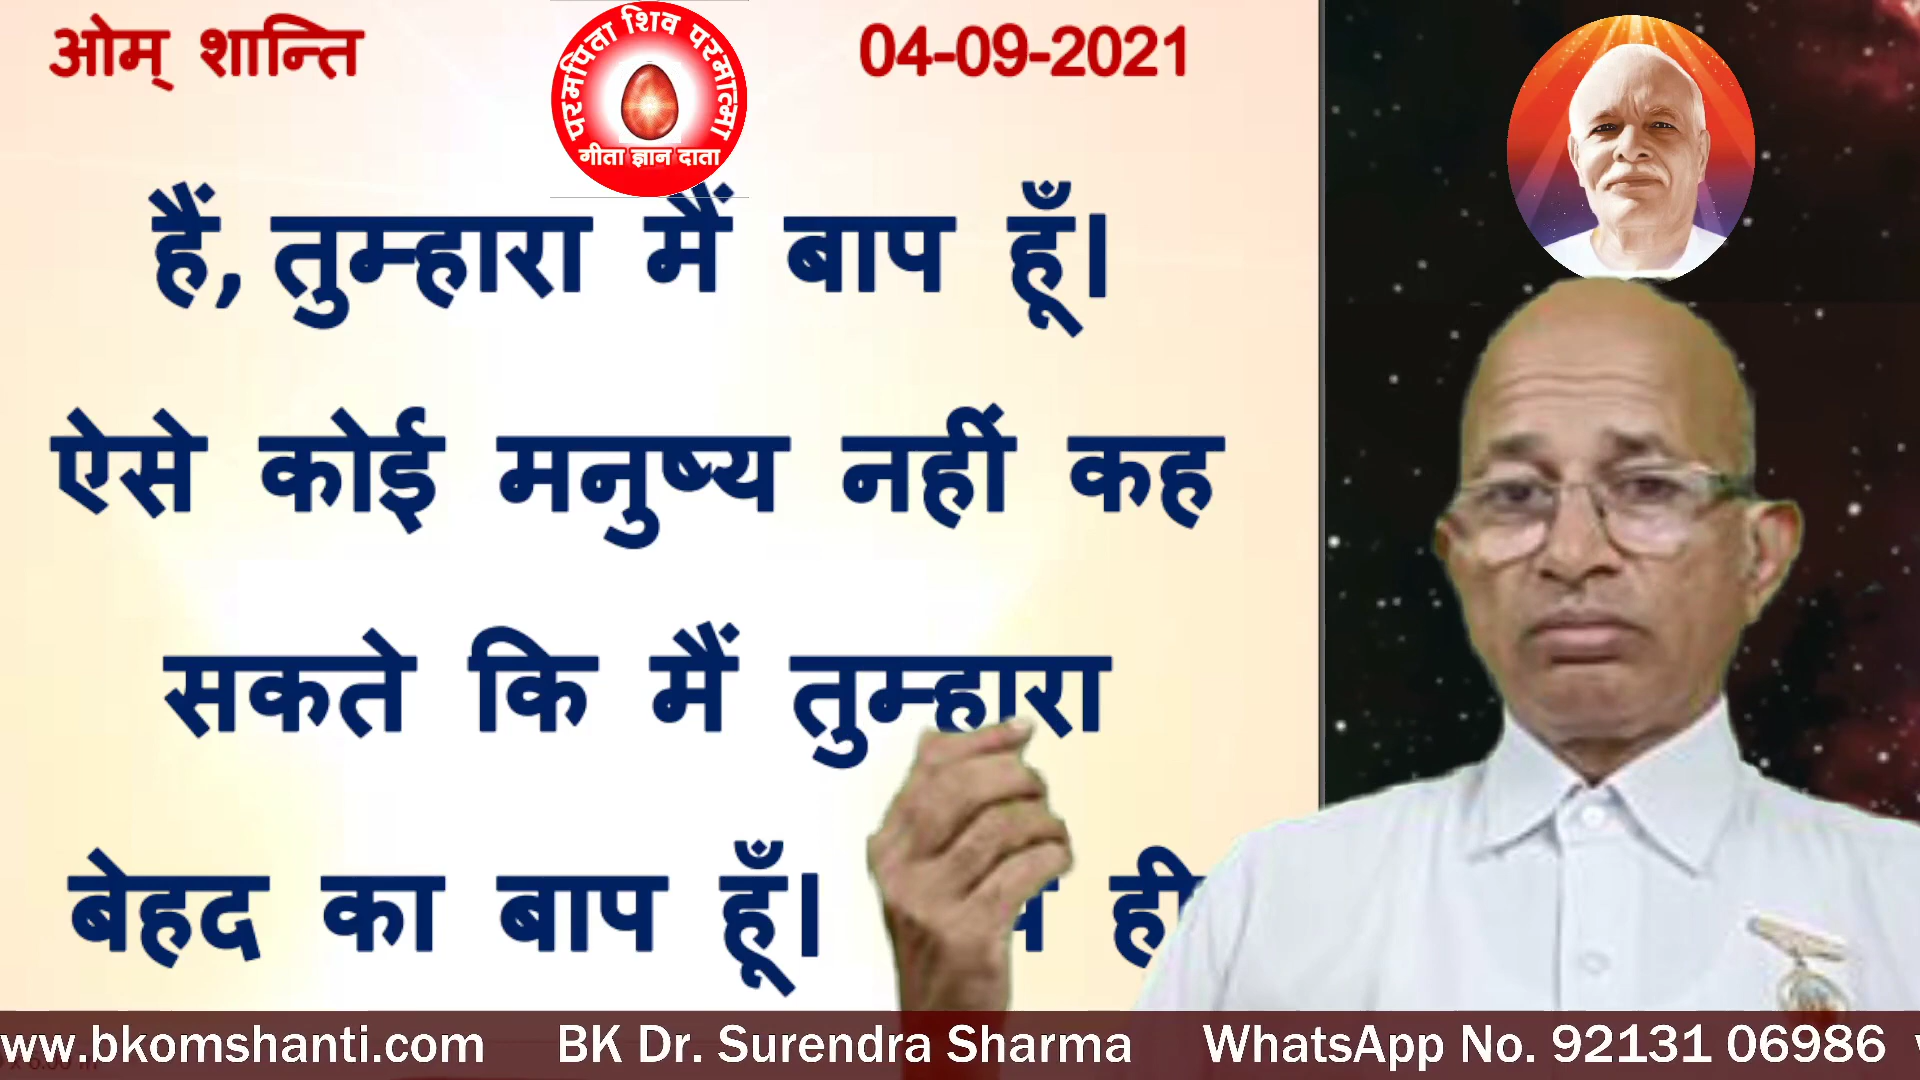 ओम् शान्ति
परमपिता शिव परमात्मा
गीता ज्ञान दाता
04-09-2021
हैं, तुम्हारा मैं बाप हूँ।
ऐसे कोई मनुष्य नहीं कह
सकते कि मैं तुम्हारा
बेहद का बाप हूँ। ही
ww.bkomshanti.com BK Dr. Surendra Sharma WhatsApp No. 92131 06986